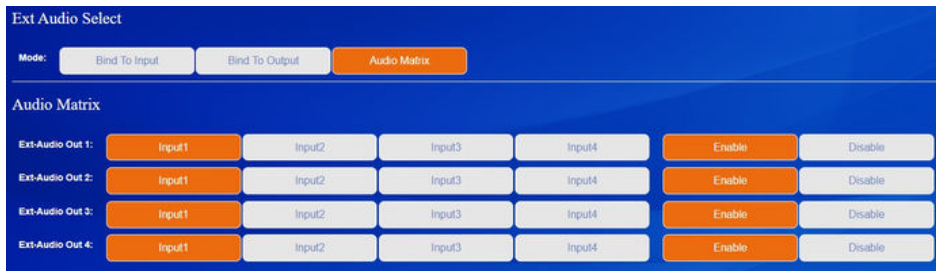 Ext Audio Select
Mode: Bind To Input Bind To Output Audio Matrix
Audio Matrix
Ext-Audio Out 1: Input1 Input2 Input3 Input4 Enable Disable
Ext-Audio Out 2: Input1 Input2 Input3 Input4 Enable Disable
Ext-Audio Out 3: Input1 Input2 Input3 Input4 Enable Disable
Ext-Audio Out 4: Input1 Input2 Input3 Input4 Enable Disable